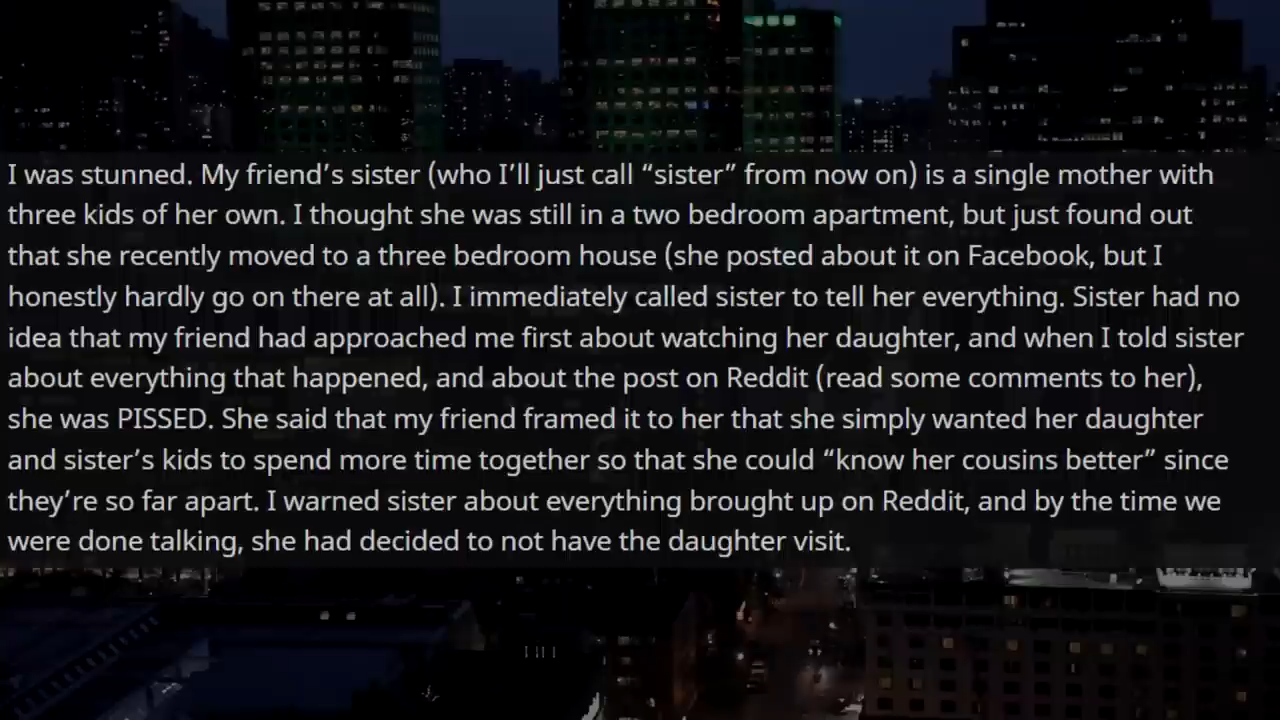 I was stunned. My friend’s sister (who I’ll just call “sister” from now on) is a single mother with
three kids of her own. I thought she was still in a two bedroom apartment, but just found out
that she recently moved to a three bedroom house (she posted about it on Facebook, but I
honestly hardly go on there at all). I immediately called sister to tell her everything. Sister had no
idea that my friend had approached me first about watching her daughter, and when I told sister
about everything that happened, and about the post on Reddit (read some comments to her),
she was PISSED. She said that my friend framed it to her that she simply wanted her daughter
and sister’s kids to spend more time together so that she could “know her cousins better” since
they’re so far apart. I warned sister about everything brought up on Reddit, and by the time we
were done talking, she had decided to not have the daughter visit.